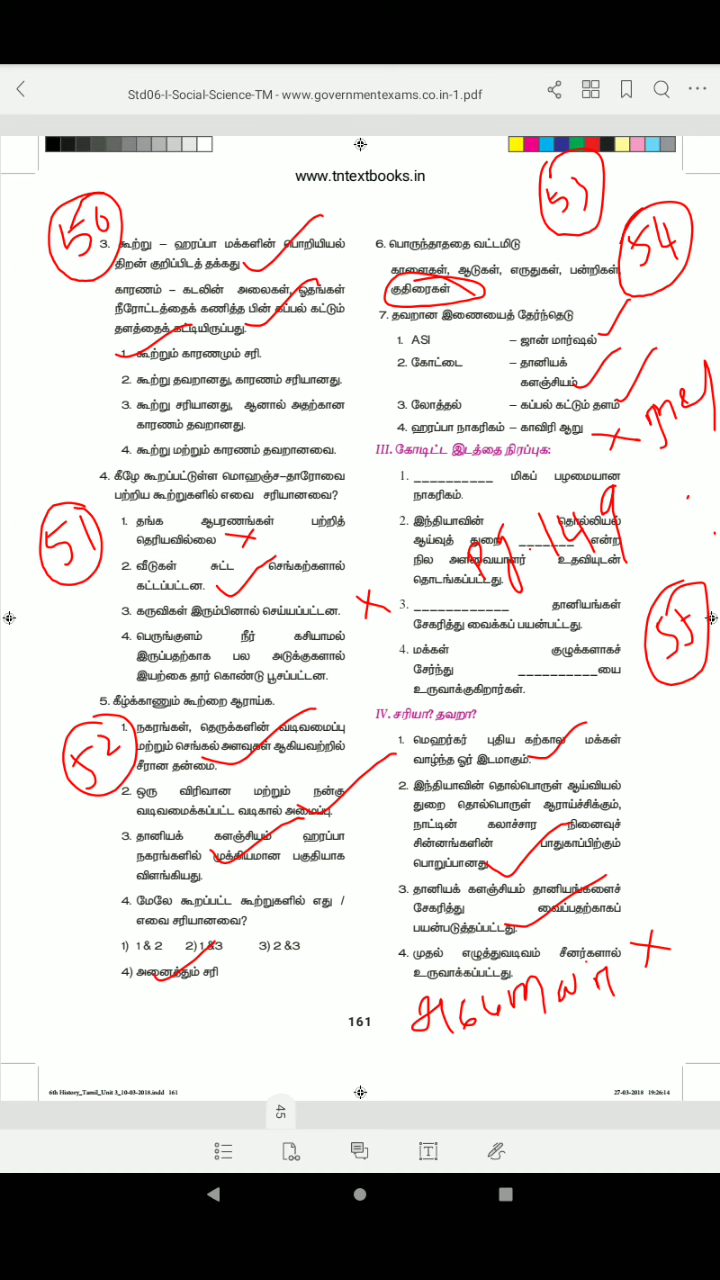 Std06-I-Social-Science-TM - www.governmentexams.co.in-1.pdf
www.tntextbooks.in
50
3. கூற்று – ஹரப்பா மக்களின் பொறியியல்
திறன் குறிப்பிடத் தக்கது
காரணம் – கடலின் அலைகள், ஓதங்கள்
நீரோட்டத்தைக் கணித்த பின் கப்பல் கட்டும்
தளத்தைக் கட்டியிருப்பது.
1. கூற்றும் காரணமும் சரி.
2. கூற்று தவறானது, காரணம் சரியானது.
3. கூற்று சரியானது, ஆனால் அதற்கான
காரணம் தவறானது.
4. கூற்று மற்றும் காரணம் தவறானவை.
51
4. கீழே கூறப்பட்டுள்ள மொஹஞ்ச-தாரோவை
பற்றிய கூற்றுகளில் எவை சரியானவை?
1. தங்க ஆபரணங்கள் பற்றித்
தெரியவில்லை
2. வீடுகள் சுட்ட செங்கற்களால்
கட்டப்பட்டன.
3. கருவிகள் இரும்பினால் செய்யப்பட்டன.
4. பெருங்குளம் நீர் கசியாமல்
இருப்பதற்காக பல அடுக்குகளால்
இயற்கை தார் கொண்டு பூசப்பட்டன.
52
5. கீழ்க்காணும் கூற்றை ஆராய்க.
1. நகரங்கள், தெருக்களின் வடிவமைப்பு
மற்றும் செங்கல் அளவுகள் ஆகியவற்றில்
சீரான தன்மை.
2. ஒரு விரிவான மற்றும் நன்கு
வடிவமைக்கப்பட்ட வடிகால் அமைப்பு.
3. தானியக் களஞ்சியம் ஹரப்பா
நகரங்களில் முக்கியமான பகுதியாக
விளங்கியது.
4. மேலே கூறப்பட்ட கூற்றுகளில் எது /
எவை சரியானவை?
1) 1 & 2 2) 1 &3 3) 2 &3
4) அனைத்தும் சரி
53
6. பொருந்தாததை வட்டமிடு
காளைகள், ஆடுகள், எருதுகள், பன்றிகள்,
குதிரைகள்
54
7. தவறான இணையைத் தேர்ந்தெடு
1. ASI – ஜான் மார்ஷல்
2. கோட்டை – தானியக்
களஞ்சியம்
3. லோத்தல் – கப்பல் கட்டும் தளம்
4. ஹரப்பா நாகரிகம் – காவிரி ஆறு
III. கோடிட்ட இடத்தை நிரப்புக:
1. __________ மிகப் பழமையான
நாகரிகம்.
2. இந்தியாவின் தொல்லியல்
ஆய்வுத் துறை _______ என்ற
நில அளவையாளர் உதவியுடன்
தொடங்கப்பட்டது.
pg. 149
3. ____________ தானியங்கள்
சேகரித்து வைக்கப் பயன்பட்டது.
4. மக்கள் குழுக்களாகச்
சேர்ந்து __________யை
உருவாக்குகிறார்கள்.
55
IV. சரியா? தவறா?
1. மெஹர்கர் புதிய கற்கால மக்கள்
வாழ்ந்த ஓர் இடமாகும்.
2. இந்தியாவின் தொல்பொருள் ஆய்வியல்
துறை தொல்பொருள் ஆராய்ச்சிக்கும்,
நாட்டின் கலாச்சார நினைவுச்
சின்னங்களின் பாதுகாப்பிற்கும்
பொறுப்பானது.
3. தானியக் களஞ்சியம் தானியங்களைச்
சேகரித்து வைப்பதற்காகப்
பயன்படுத்தப்பட்டது.
4. முதல் எழுத்துவடிவம் சீனர்களால்
உருவாக்கப்பட்டது.
161
6th History_Tamil_Unit 3_10-03-2018.indd 161
27-03-2018 19:26:14
45